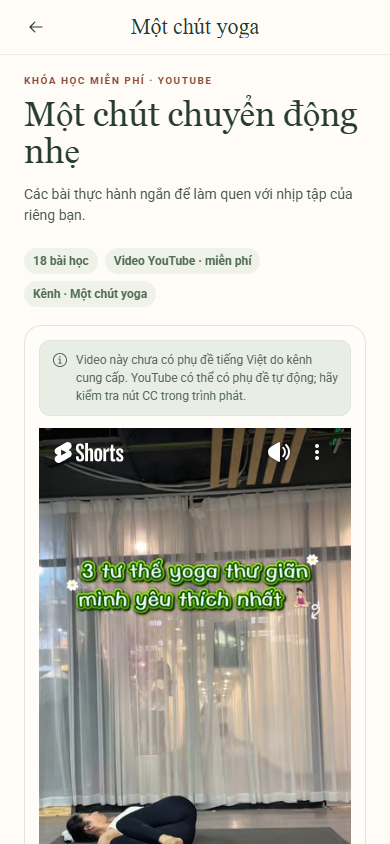 Một chút yoga
KHÓA HỌC MIỄN PHÍ · YOUTUBE
Một chút chuyển động
nhẹ
Các bài thực hành ngắn để làm quen với nhịp tập của
riêng bạn.
18 bài học
Video YouTube · miễn phí
Kênh · Một chút yoga
Video này chưa có phụ đề tiếng Việt do kênh
cung cấp. YouTube có thể có phụ đề tự động; hãy
kiểm tra nút CC trong trình phát.
Shorts
3 tư thế yoga thư giãn
mình yêu thích nhất